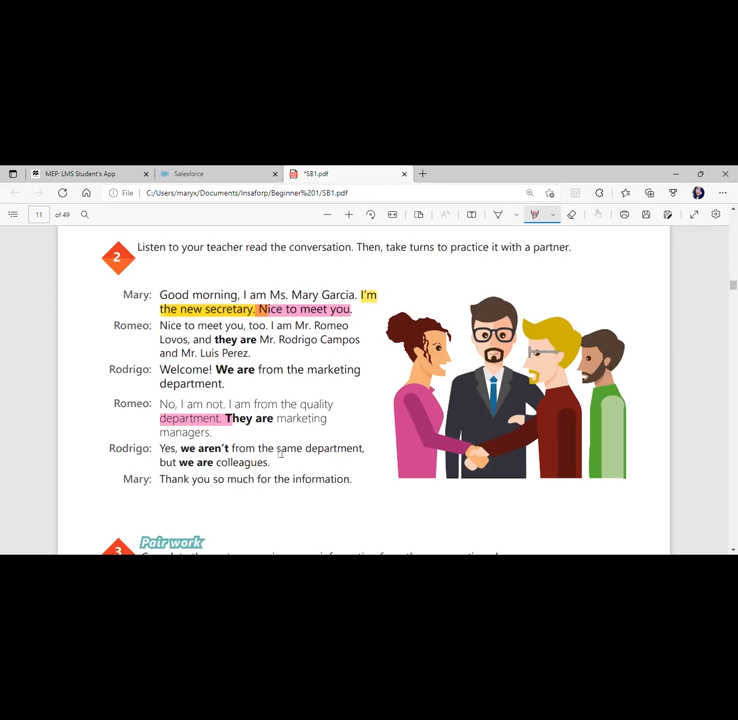 MEP: LMS Student's App
Salesforce
*SB1.pdf
File C:/Users/maryx/Documents/Insaforp/Beginner%201/SB1.pdf
11 of 49
2 Listen to your teacher read the conversation. Then, take turns to practice it with a partner.
Mary: Good morning, I am Ms. Mary Garcia. I'm
the new secretary. Nice to meet you.
Romeo: Nice to meet you, too. I am Mr. Romeo
Lovos, and they are Mr. Rodrigo Campos
and Mr. Luis Perez.
Rodrigo: Welcome! We are from the marketing
department.
Romeo: No, I am not. I am from the quality
department. They are marketing
managers.
Rodrigo: Yes, we aren't from the same department,
but we are colleagues.
Mary: Thank you so much for the information.
3 Pair work